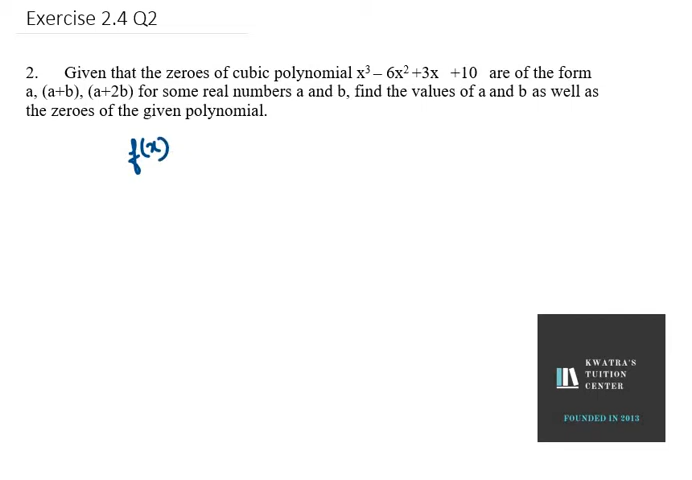 Exercise 2.4 Q2
2. Given that the zeroes of cubic polynomial x³ – 6x² +3x +10 are of the form
a, (a+b), (a+2b) for some real numbers a and b, find the values of a and b as well as
the zeroes of the given polynomial.
f(x)
KWATRA'S
TUITION
CENTER
FOUNDED IN 2013